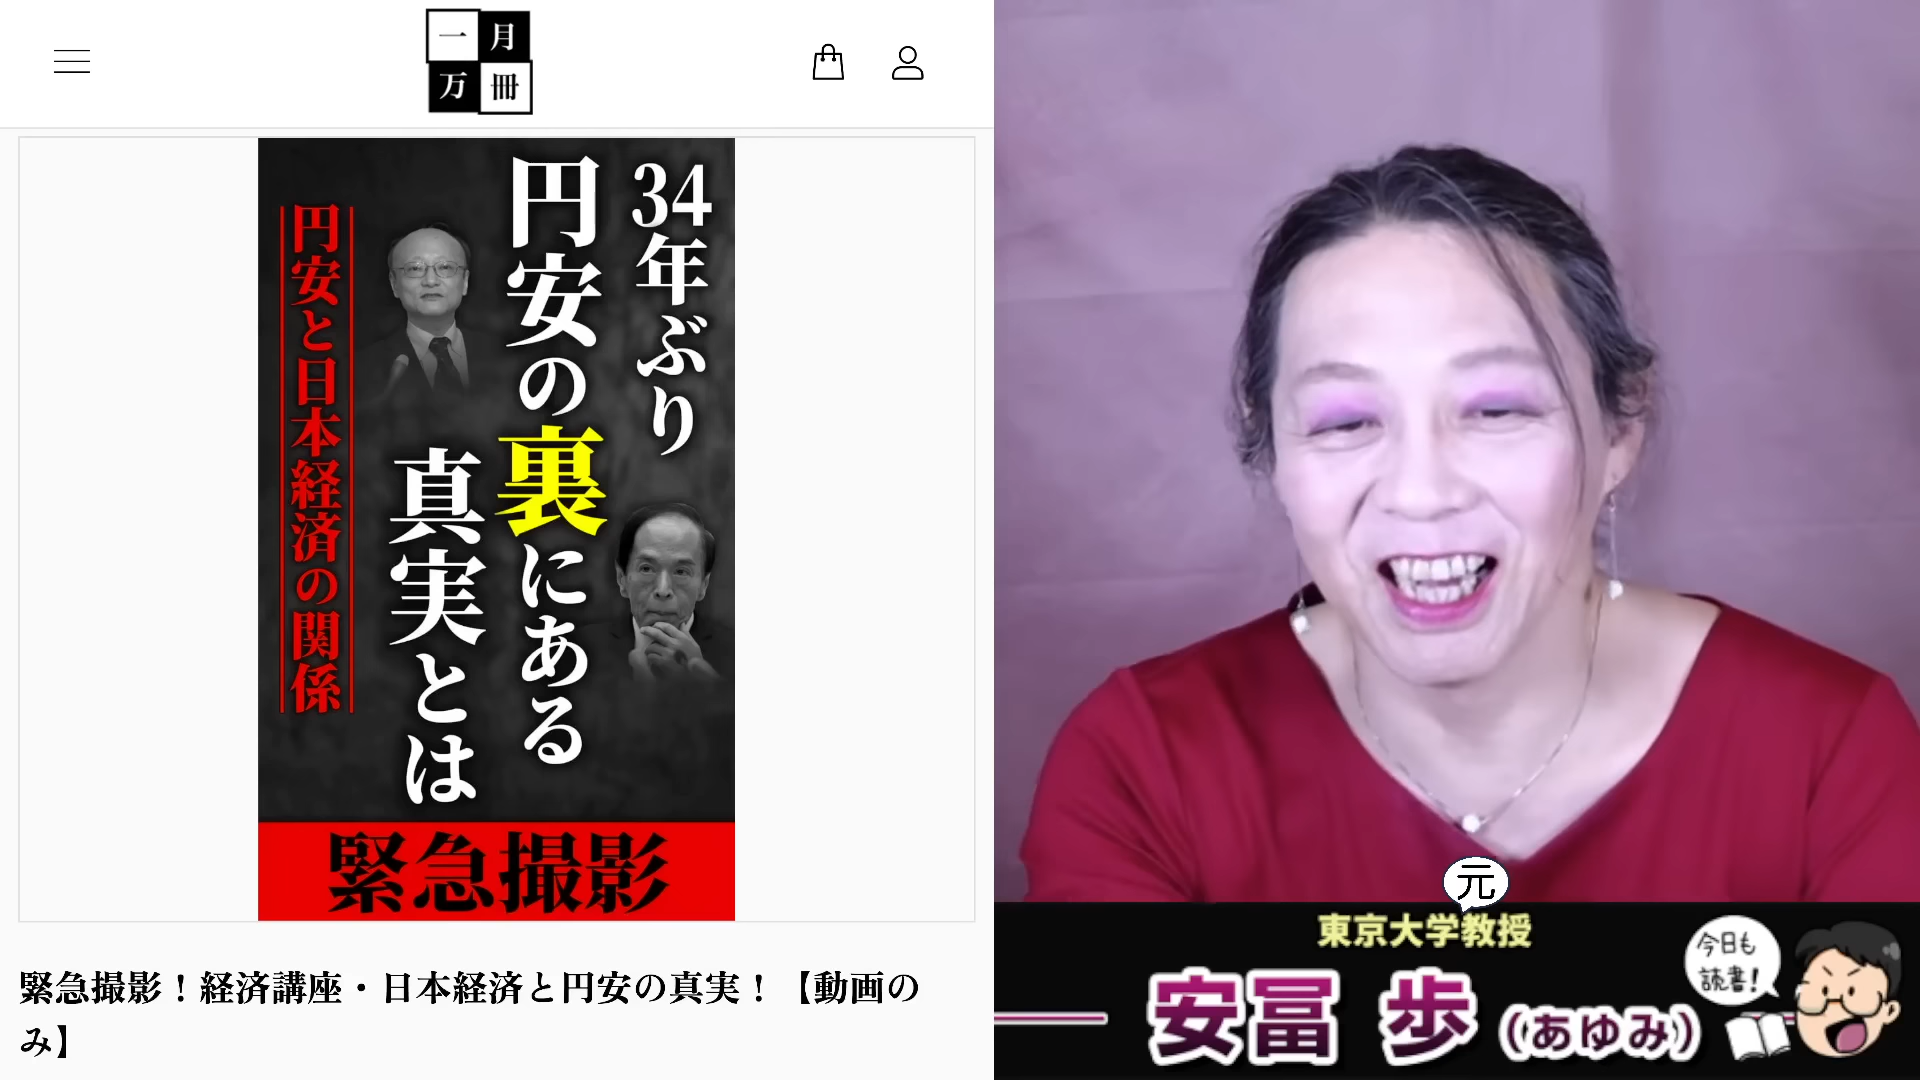 一月
万冊
34年ぶり
円安の裏にある
真実とは
円安と日本経済の関係
緊急撮影
緊急撮影！経済講座・日本経済と円安の真実！【動画の
み】
元
東京大学教授
安冨 歩（あゆみ）
今日も
読書！